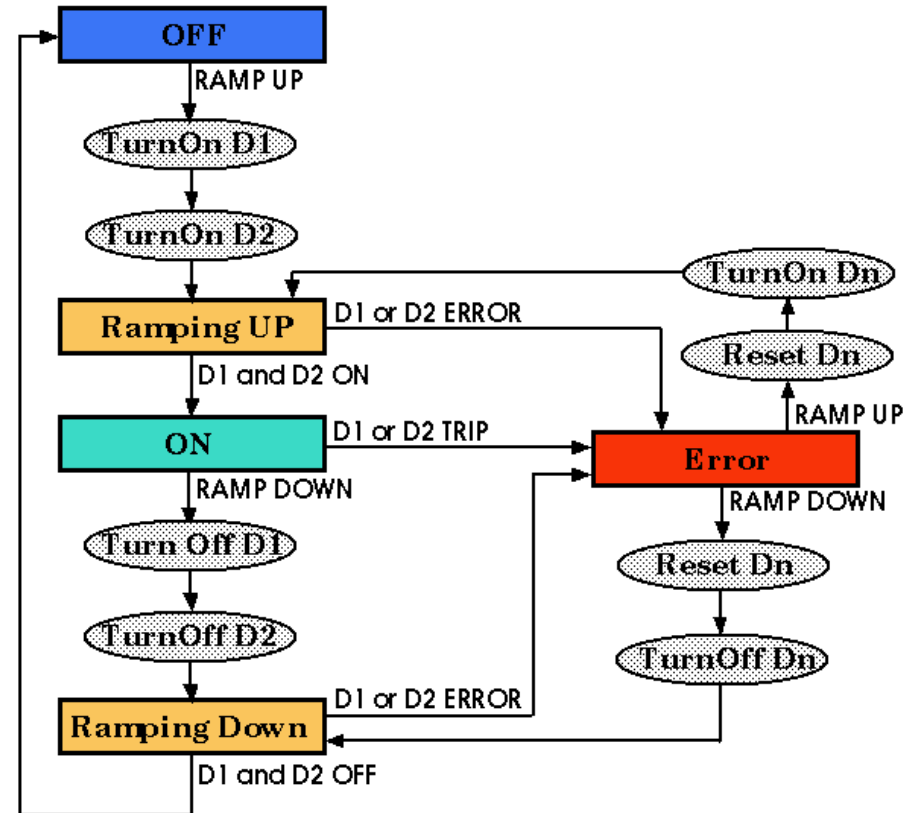 OFF
RAMP UP
TurnOn D1
TurnOn D2
TurnOn Dn
Ramping UP
D1 or D2 ERROR
Reset Dn
D1 and D2 ON
RAMP UP
ON
D1 or D2 TRIP
Error
RAMP DOWN
RAMP DOWN
Turn Off D1
Reset Dn
TurnOff D2
TurnOff Dn
D1 or D2 ERROR
Ramping Down
D1 and D2 OFF